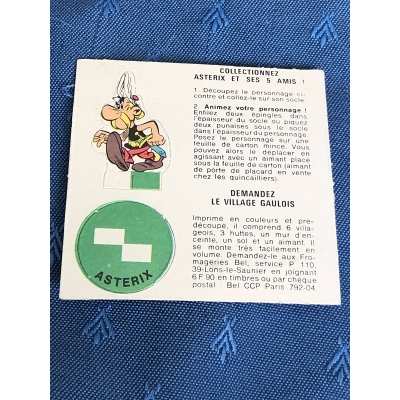 COLLECTIONNEZ
ASTERIX ET SES 5 AMIS !
1. Découpez le personnage ci-
contre et collez-le sur son socle.
2. Animez votre personnage !
Enfilez deux épingles dans
l'épaisseur du socle ou piquez
deux punaises sous le socle
dans l'épaisseur du personnage.
Posez le personnage sur une
feuille de carton mince. Vous
pourrez alors le déplacer en
agissant avec un aimant placé
sous la feuille de carton (aimant
de porte de placard en vente
chez les quincailliers).
DEMANDEZ
LE VILLAGE GAULOIS
Imprimé en couleurs et pré-
découpé, il comprend 6 villa-
geois, 3 huttes, un mur d'en-
ceinte, un sol et un aimant. Il
se monte très facilement en
volume. Demandez-le aux Fro-
mageries Bel, service P 110,
39-Lons-le-Saunier en joignant
6 F 90 en timbres ou par chèque
postal Bel CCP Paris 792-04
ASTERIX